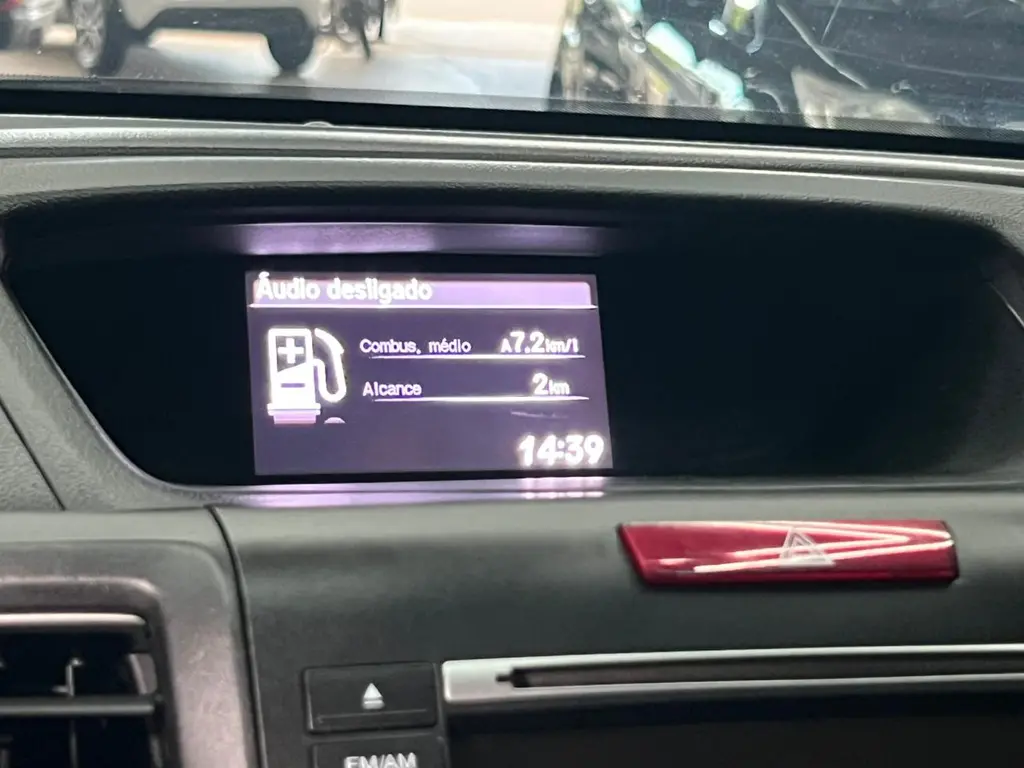 Áudio desligado
Combus. médio A7.2km/l
Alcance 2km
14:39
FM/AM